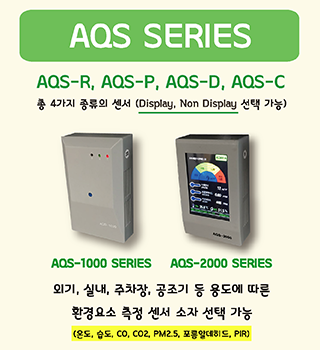 AQS SERIES
AQS-R, AQS-P, AQS-D, AQS-C
총 4가지 종류의 센서 (Display, Non Display 선택 가능)
AQS-1000 SERIES
AQS-2000 SERIES
외기, 실내, 주차장, 공조기 등 용도에 따른
환경요소 측정 센서 소자 선택 가능
(온도, 습도, CO, CO2, PM2.5, 포름알데히드, PIR)